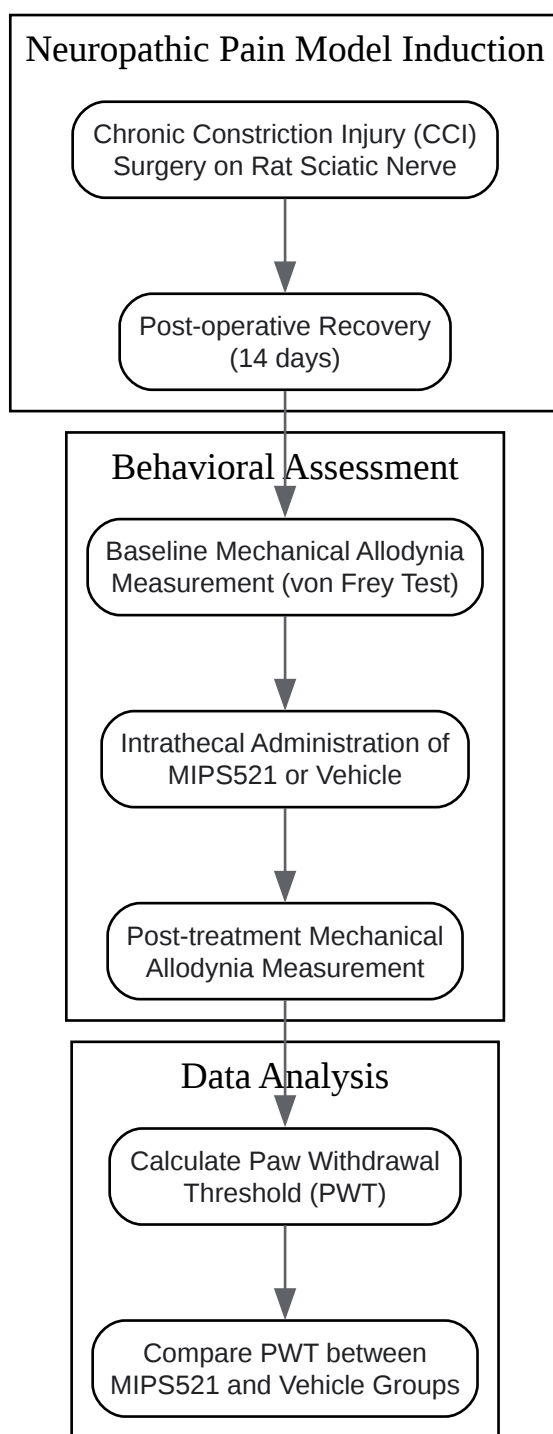 Neuropathic Pain Model Induction
Chronic Constriction Injury (CCI)
Surgery on Rat Sciatic Nerve
Post-operative Recovery
(14 days)
Behavioral Assessment
Baseline Mechanical Allodynia
Measurement (von Frey Test)
Intrathecal Administration of
MIPS521 or Vehicle
Post-treatment Mechanical
Allodynia Measurement
Data Analysis
Calculate Paw Withdrawal
Threshold (PWT)
Compare PWT between
MIPS521 and Vehicle Groups